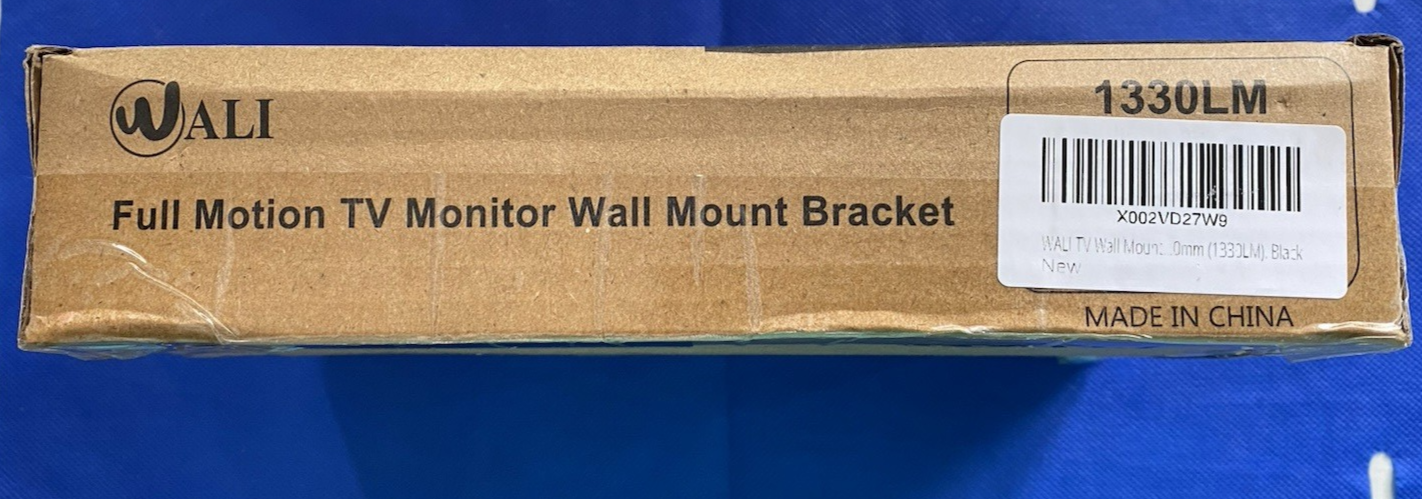 WALI
Full Motion TV Monitor Wall Mount Bracket
1330LM
X002VD27W9
WALI TV Wall Mount...0mm (1330LM), Black
New
MADE IN CHINA